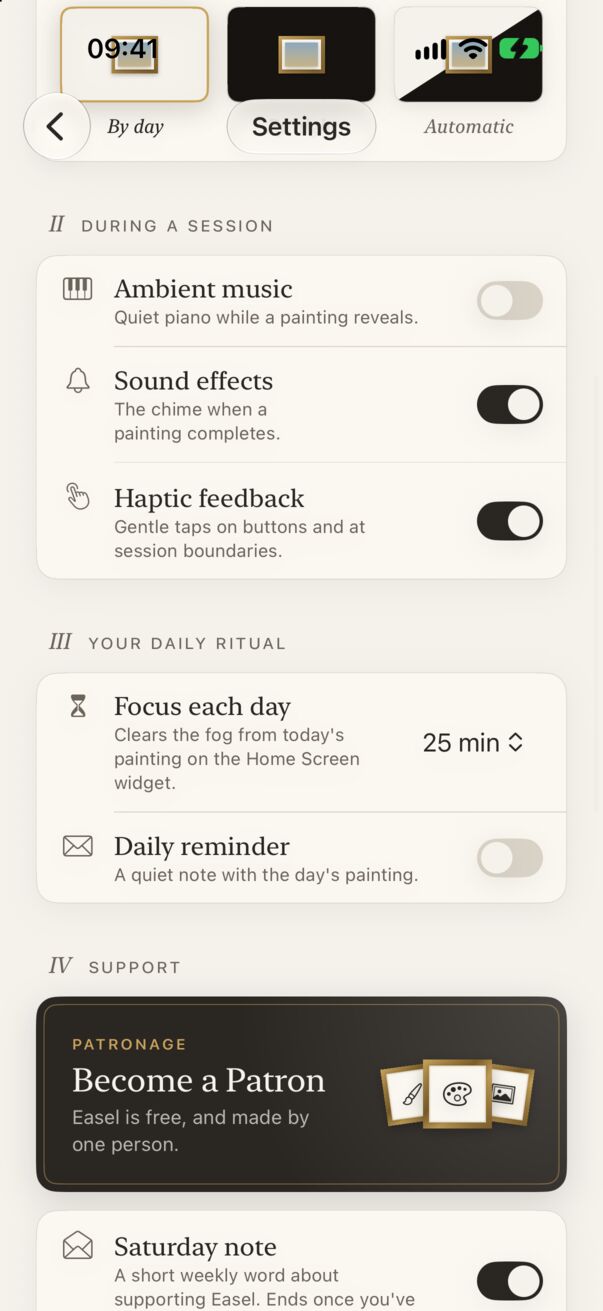 09:41
By day
Settings
Automatic
II DURING A SESSION
Ambient music
Quiet piano while a painting reveals.
Sound effects
The chime when a
painting completes.
Haptic feedback
Gentle taps on buttons and at
session boundaries.
III YOUR DAILY RITUAL
Focus each day
Clears the fog from today's
painting on the Home Screen
widget.
25 min
Daily reminder
A quiet note with the day's painting.
IV SUPPORT
PATRONAGE
Become a Patron
Easel is free, and made by
one person.
Saturday note
A short weekly word about
supporting Easel. Ends once you've